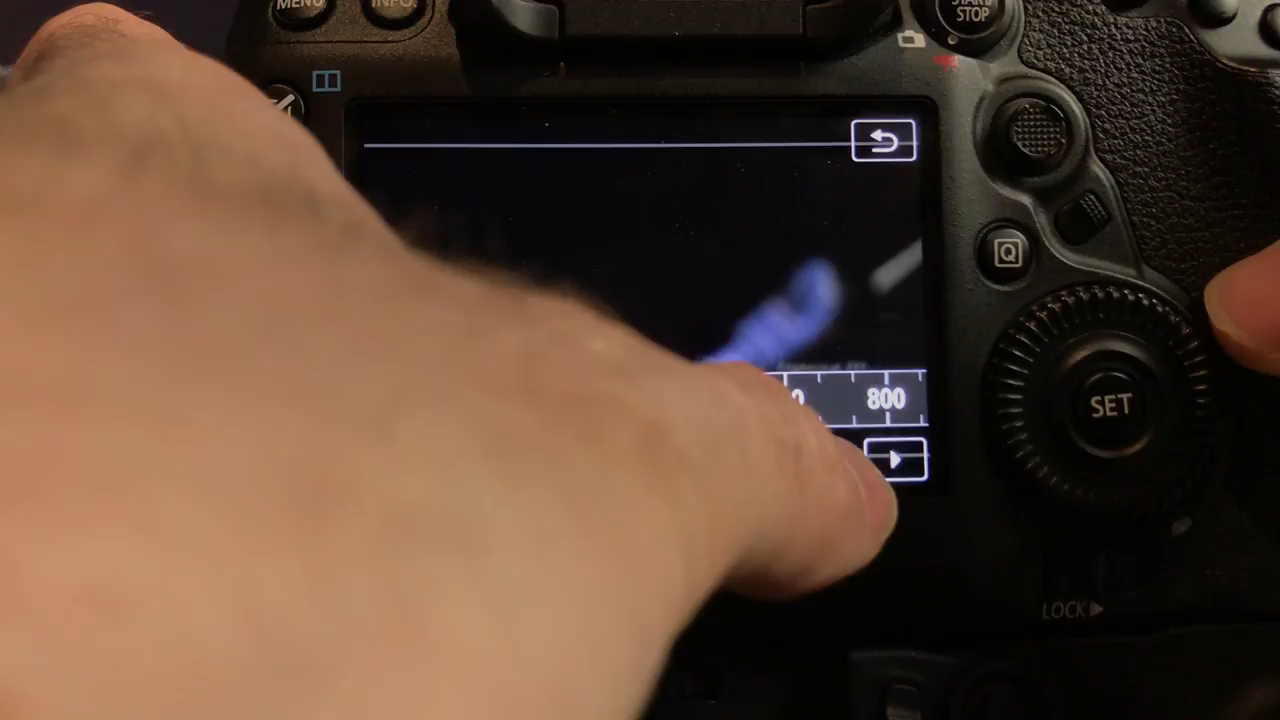 MENU
INFO.
START/
STOP
Q
800
SET
LOCK▶